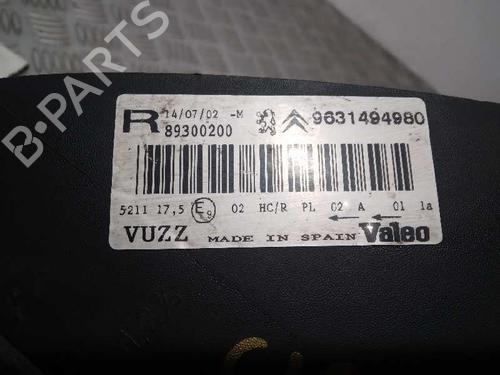 R 14/07/02 -M 9631494980
89300200
5211 17,5 E9 02 HC/R PL 02 A 01 1a
VUZZ MADE IN SPAIN Valeo
B-PARTS